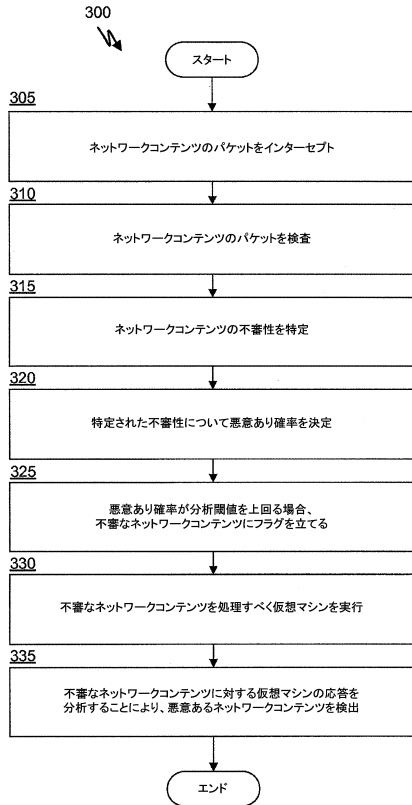 300
スタート
305
ネットワークコンテンツのパケットをインターセプト
310
ネットワークコンテンツのパケットを検査
315
ネットワークコンテンツの不審性を特定
320
特定された不審性について悪意あり確率を決定
325
悪意あり確率が分析閾値を上回る場合、
不審なネットワークコンテンツにフラグを立てる
330
不審なネットワークコンテンツを処理すべく仮想マシンを実行
335
不審なネットワークコンテンツに対する仮想マシンの応答を
分析することにより、悪意あるネットワークコンテンツを検出
エンド